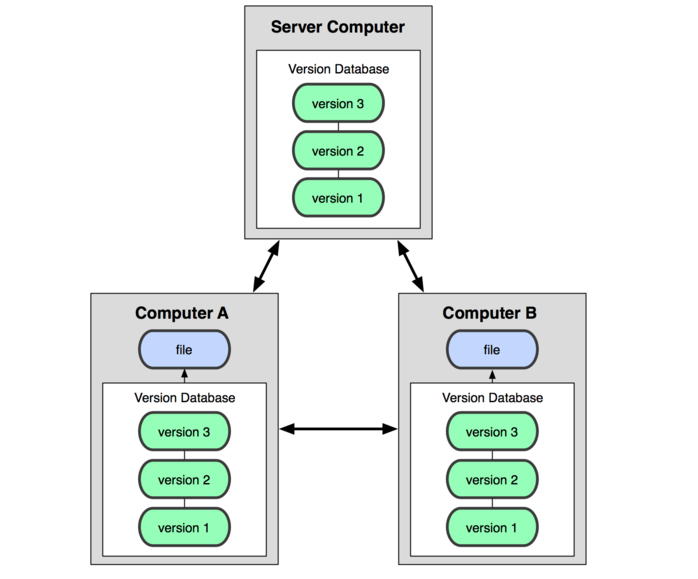 Server Computer
Version Database
version 3
version 2
version 1
Computer A
file
Version Database
version 3
version 2
version 1
Computer B
file
Version Database
version 3
version 2
version 1